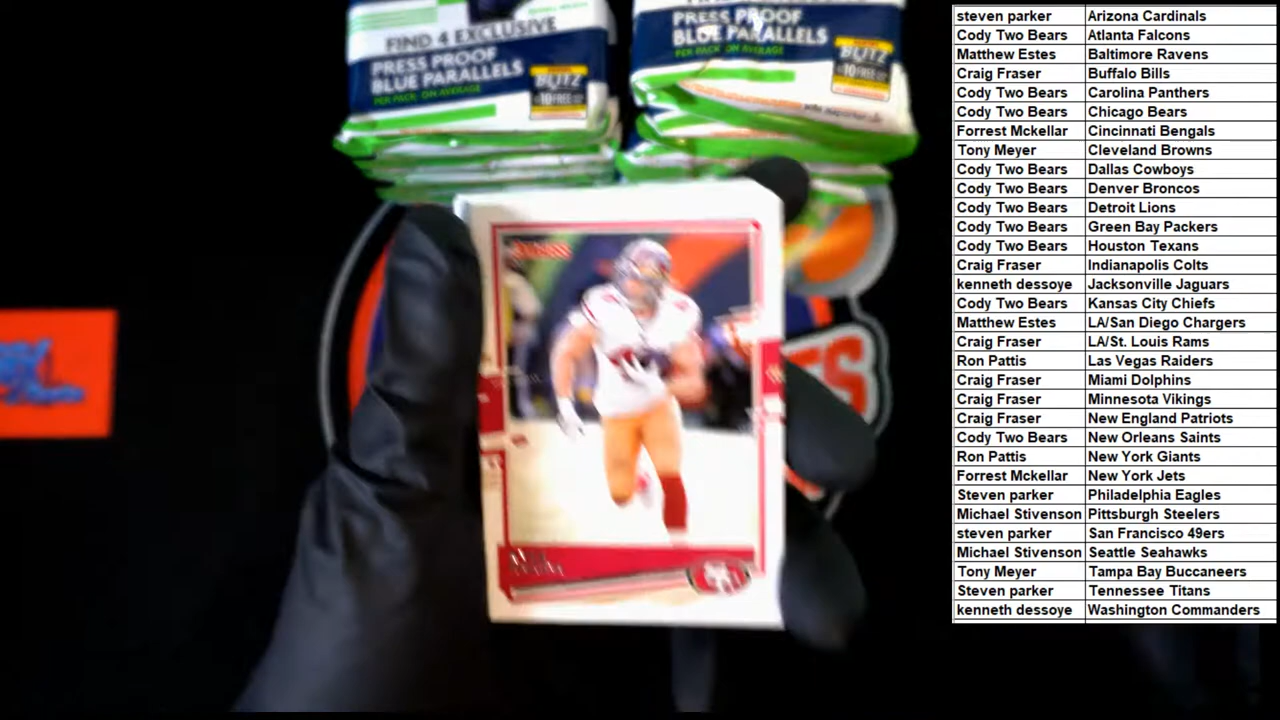 FIND 4 EXCLUSIVE
PRESS PROOF
BLUE PARALLELS
PER PACK, ON AVERAGE
BLITZ
PRESS PROOF
BLUE PARALLELS
PER PACK, ON AVERAGE
BLITZ
steven parker Arizona Cardinals
Cody Two Bears Atlanta Falcons
Matthew Estes Baltimore Ravens
Craig Fraser Buffalo Bills
Cody Two Bears Carolina Panthers
Cody Two Bears Chicago Bears
Forrest Mckellar Cincinnati Bengals
Tony Meyer Cleveland Browns
Cody Two Bears Dallas Cowboys
Cody Two Bears Denver Broncos
Cody Two Bears Detroit Lions
Cody Two Bears Green Bay Packers
Cody Two Bears Houston Texans
Craig Fraser Indianapolis Colts
kenneth dessoye Jacksonville Jaguars
Cody Two Bears Kansas City Chiefs
Matthew Estes LA/San Diego Chargers
Craig Fraser LA/St. Louis Rams
Ron Pattis Las Vegas Raiders
Craig Fraser Miami Dolphins
Craig Fraser Minnesota Vikings
Craig Fraser New England Patriots
Cody Two Bears New Orleans Saints
Ron Pattis New York Giants
Forrest Mckellar New York Jets
Steven parker Philadelphia Eagles
Michael Stivenson Pittsburgh Steelers
steven parker San Francisco 49ers
Michael Stivenson Seattle Seahawks
Tony Meyer Tampa Bay Buccaneers
Steven parker Tennessee Titans
kenneth dessoye Washington Commanders